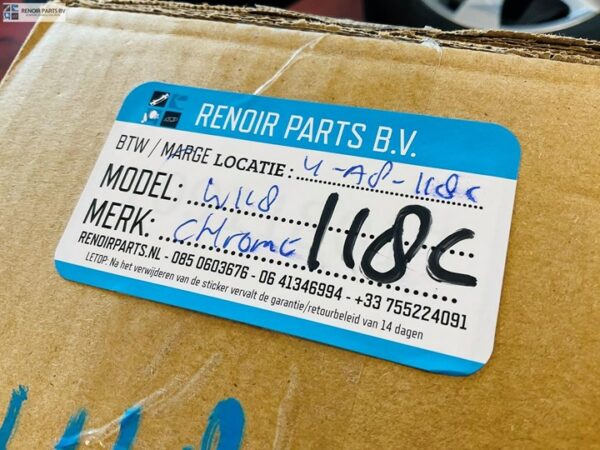 RENOIR PARTS BV.
RENOIR PARTS B.V.
BTW / MARGE LOCATIE: 4-A8-118c
MODEL: W118
MERK: CHROME
118C
RENOIRPARTS.NL - 085 0603676 - 06 41346994 - +33 755224091
LETOP: Na het verwijderen van de sticker vervalt de garantie/retourbeleid van 14 dagen